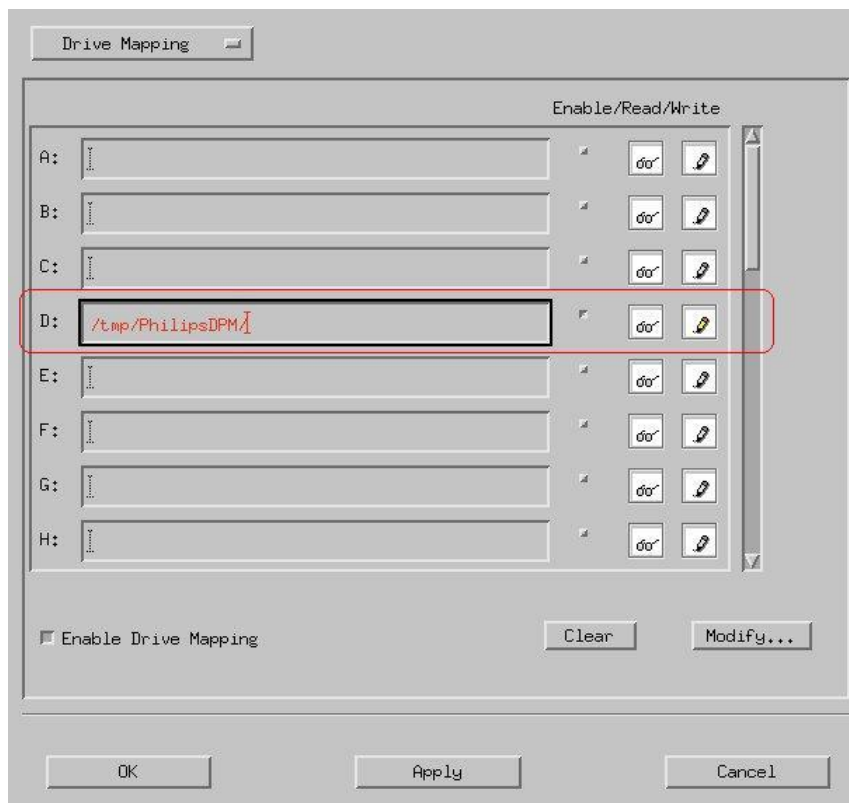 Drive Mapping
Enable/Read/Write
A:
B:
C:
D: /tmp/PhilipsDPM/
E:
F:
G:
H:
Enable Drive Mapping
Clear
Modify...
OK
Apply
Cancel